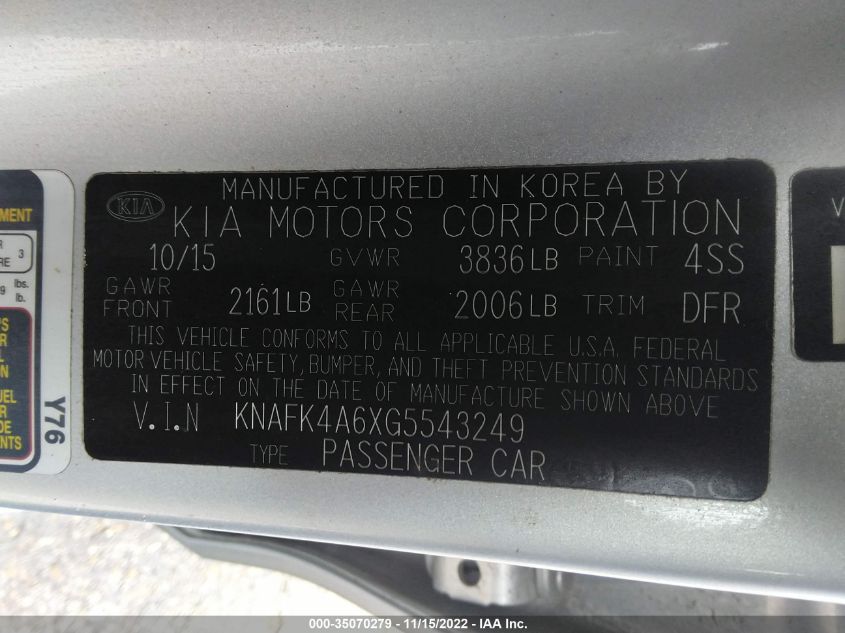 MANUFACTURED IN KOREA BY
KIA KIA MOTORS CORPORATION
10/15 GVWR 3836LB PAINT 4SS
GAWR FRONT 2161LB GAWR REAR 2006LB TRIM DFR
THIS VEHICLE CONFORMS TO ALL APPLICABLE U.S.A. FEDERAL
MOTOR VEHICLE SAFETY, BUMPER, AND THEFT PREVENTION STANDARDS
IN EFFECT ON THE DATE OF MANUFACTURE SHOWN ABOVE
V.I.N KNAFK4A6XG5543249
TYPE PASSENGER CAR
3
lbs.
lb.
Y76
V
000-35070279 - 11/15/2022 - IAA Inc.